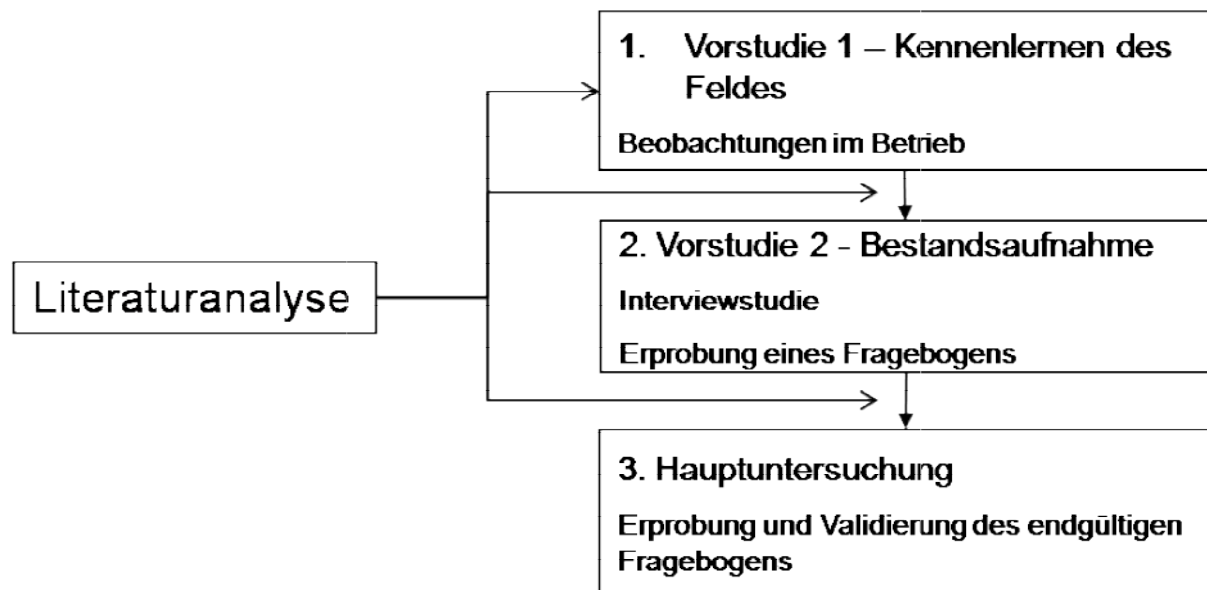 Literaturanalyse
1. Vorstudie 1 – Kennenlernen des
Feldes
Beobachtungen im Betrieb
2. Vorstudie 2 - Bestandsaufnahme
Interviewstudie
Erprobung eines Fragebogens
3. Hauptuntersuchung
Erprobung und Validierung des endgültigen
Fragebogens